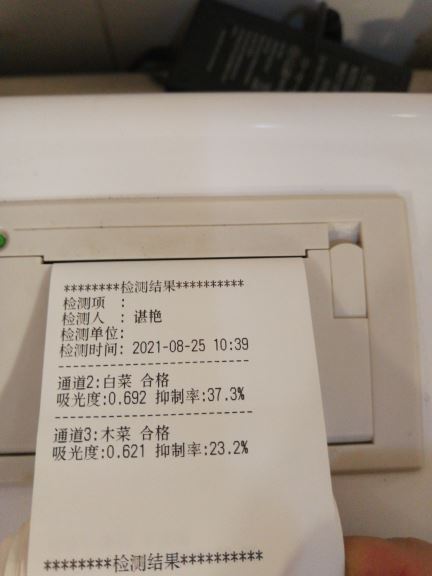 ********检测结果**********
检测项 :
检测人 : 谌艳
检测单位:
检测时间: 2021-08-25 10:39
----------------------------
通道2:白菜 合格
吸光度:0.692 抑制率:37.3%
----------------------------
通道3:木菜 合格
吸光度:0.621 抑制率:23.2%
********检测结果**********